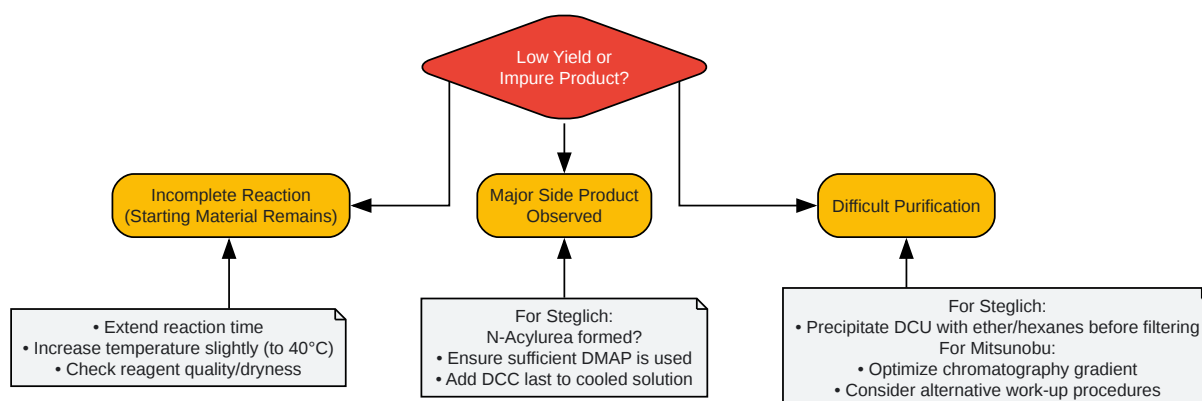 Low Yield or
Impure Product?
Incomplete Reaction
(Starting Material Remains)
Major Side Product
Observed
Difficult Purification
• Extend reaction time
• Increase temperature slightly (to 40°C)
• Check reagent quality/dryness
For Steglich:
N-Acylurea formed?
• Ensure sufficient DMAP is used
• Add DCC last to cooled solution
For Steglich:
• Precipitate DCU with ether/hexanes before filtering
For Mitsunobu:
• Optimize chromatography gradient
• Consider alternative work-up procedures